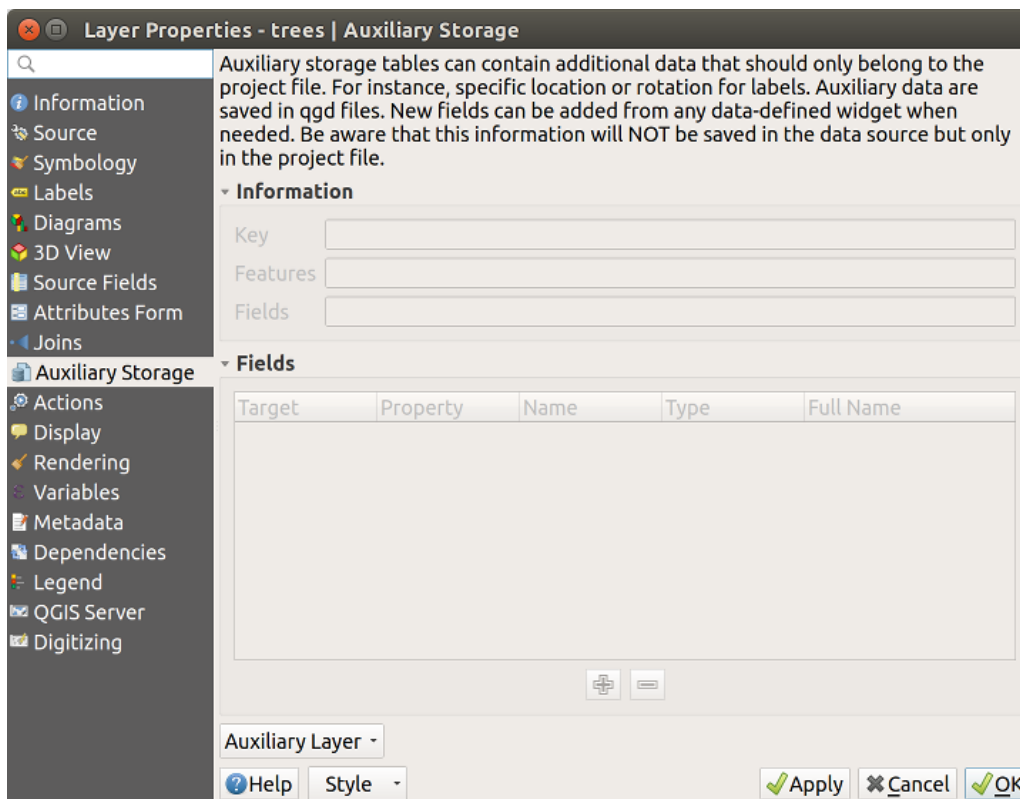 Layer Properties - trees | Auxiliary Storage
Information
Source
Symbology
Labels
Diagrams
3D View
Source Fields
Attributes Form
Joins
Auxiliary Storage
Actions
Display
Rendering
Variables
Metadata
Dependencies
Legend
QGIS Server
Digitizing
Auxiliary storage tables can contain additional data that should only belong to the
project file. For instance, specific location or rotation for labels. Auxiliary data are
saved in qgd files. New fields can be added from any data-defined widget when
needed. Be aware that this information will NOT be saved in the data source but only
in the project file.
Information
Key
Features
Fields
Fields
Target Property Name Type Full Name
Auxiliary Layer
Help Style Apply Cancel OK